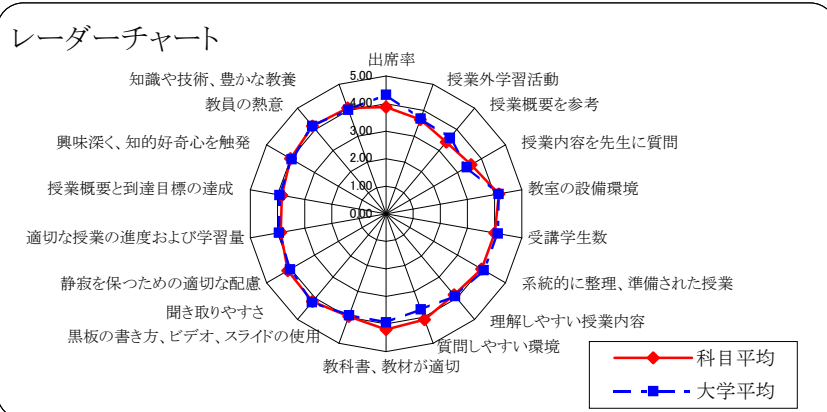 レーダーチャート
出席率
授業外学習活動
授業概要を参考
授業内容を先生に質問
教室の設備環境
受講学生数
系統的に整理、準備された授業
理解しやすい授業内容
質問しやすい環境
教科書、教材が適切
黒板の書き方、ビデオ、スライドの使用
聞き取りやすさ
静寂を保つための適切な配慮
適切な授業の進度および学習量
授業概要と到達目標の達成
興味深く、知的好奇心を触発
教員の熱意
知識や技術、豊かな教養
5.00
4.00
3.00
2.00
1.00
0.00
科目平均
大学平均